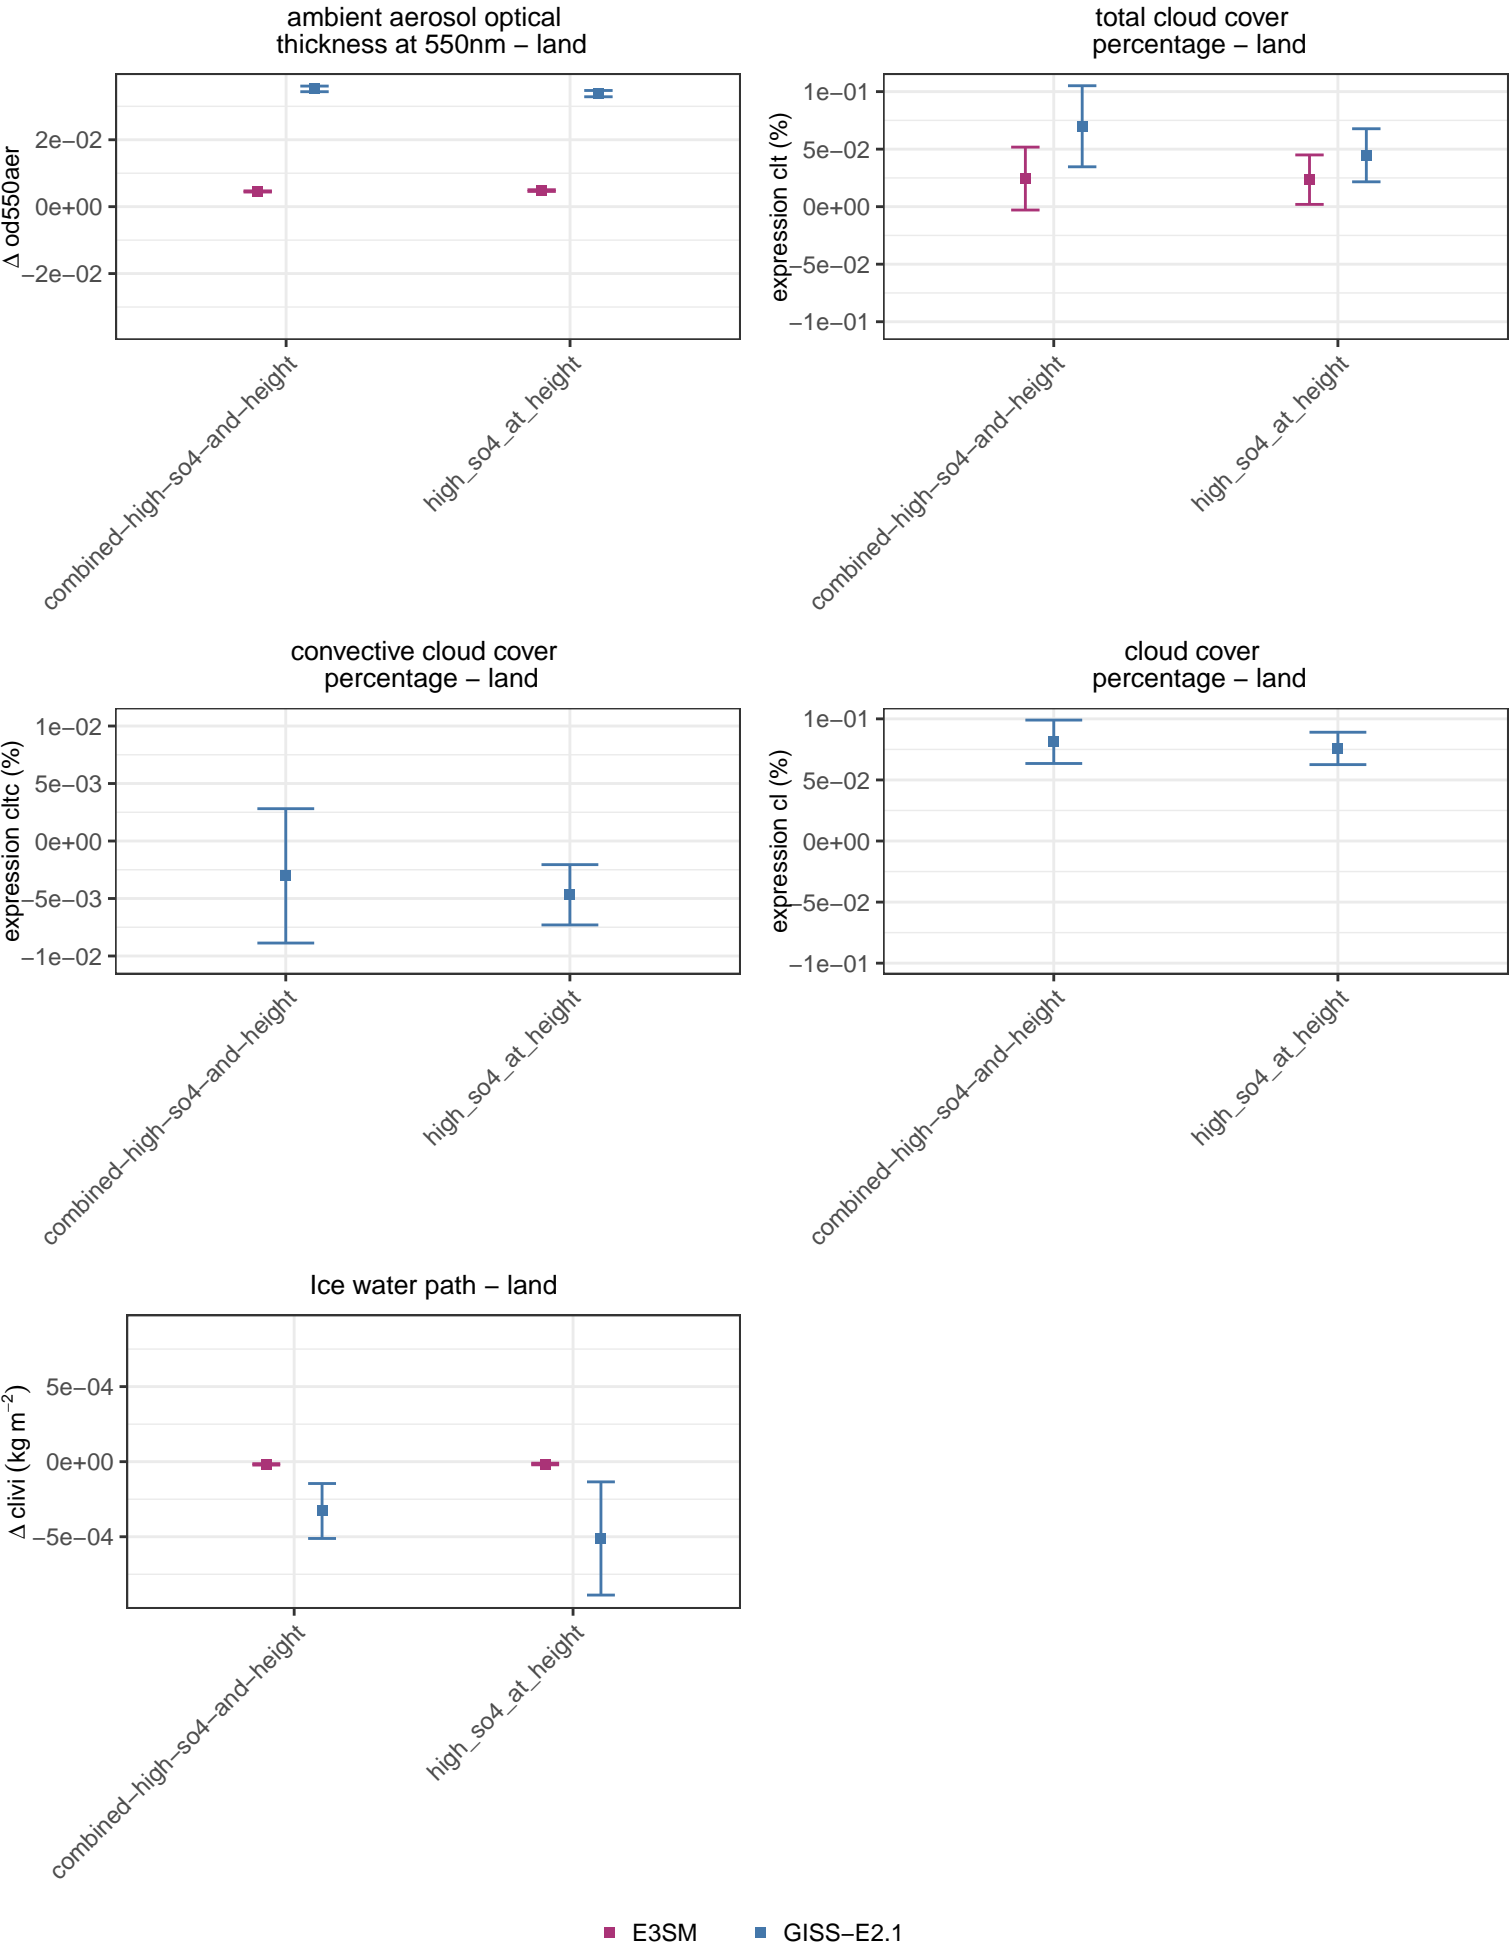 ambient aerosol optical
thickness at 550nm − land
Δ od550aer
2e−02
0e+00
−2e−02
combined−high−so4−and−height
high_so4_at_height
total cloud cover
percentage − land
expression clt (%)
1e−01
5e−02
0e+00
−5e−02
−1e−01
combined−high−so4−and−height
high_so4_at_height
convective cloud cover
percentage − land
expression cltc (%)
1e−02
5e−03
0e+00
−5e−03
−1e−02
combined−high−so4−and−height
high_so4_at_height
cloud cover
percentage − land
expression cl (%)
1e−01
5e−02
0e+00
−5e−02
−1e−01
combined−high−so4−and−height
high_so4_at_height
Ice water path − land
Δ clivi (kg m⁻²)
5e−04
0e+00
−5e−04
combined−high−so4−and−height
high_so4_at_height
E3SM
GISS−E2.1